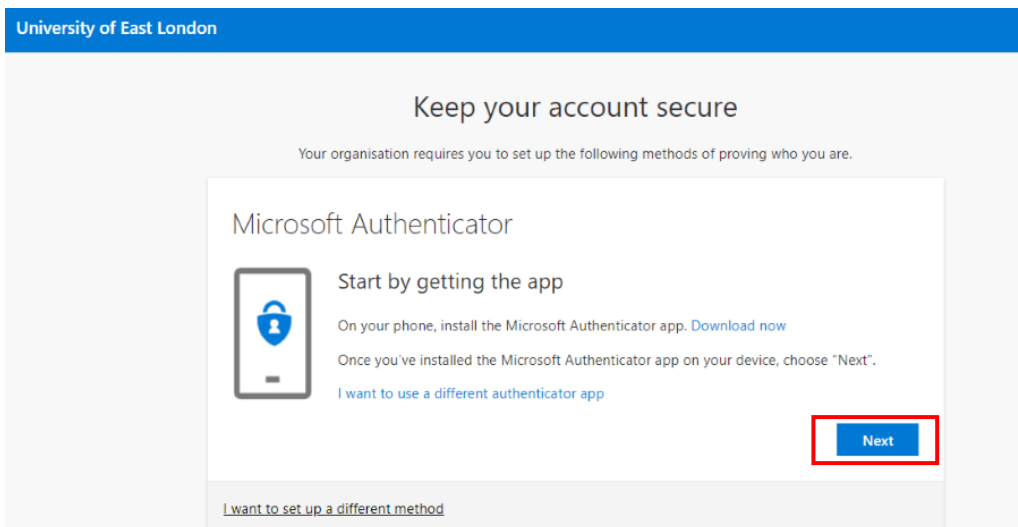 University of East London
Keep your account secure
Your organisation requires you to set up the following methods of proving who you are.
Microsoft Authenticator
Start by getting the app
On your phone, install the Microsoft Authenticator app. Download now
Once you've installed the Microsoft Authenticator app on your device, choose "Next".
I want to use a different authenticator app
Next
I want to set up a different method